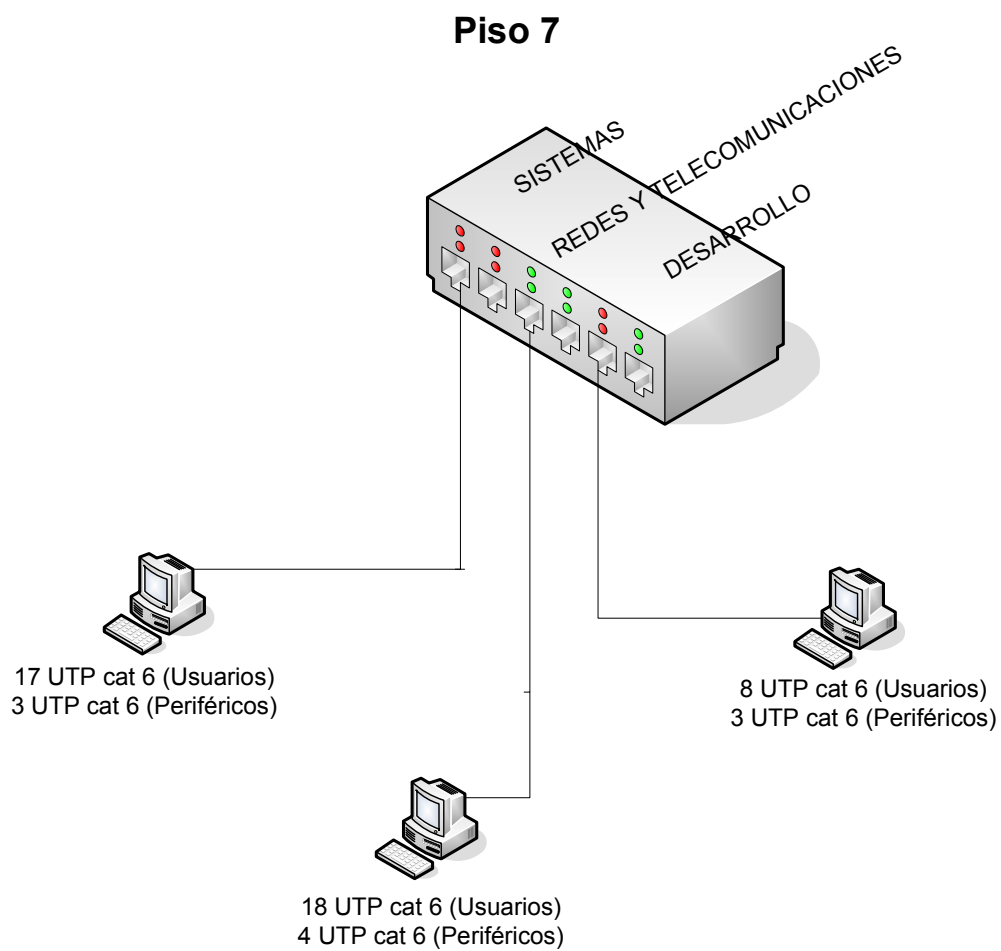 Piso 7
SISTEMAS
REDES Y TELECOMUNICACIONES
DESARROLLO
17 UTP cat 6 (Usuarios)
3 UTP cat 6 (Periféricos)
8 UTP cat 6 (Usuarios)
3 UTP cat 6 (Periféricos)
18 UTP cat 6 (Usuarios)
4 UTP cat 6 (Periféricos)